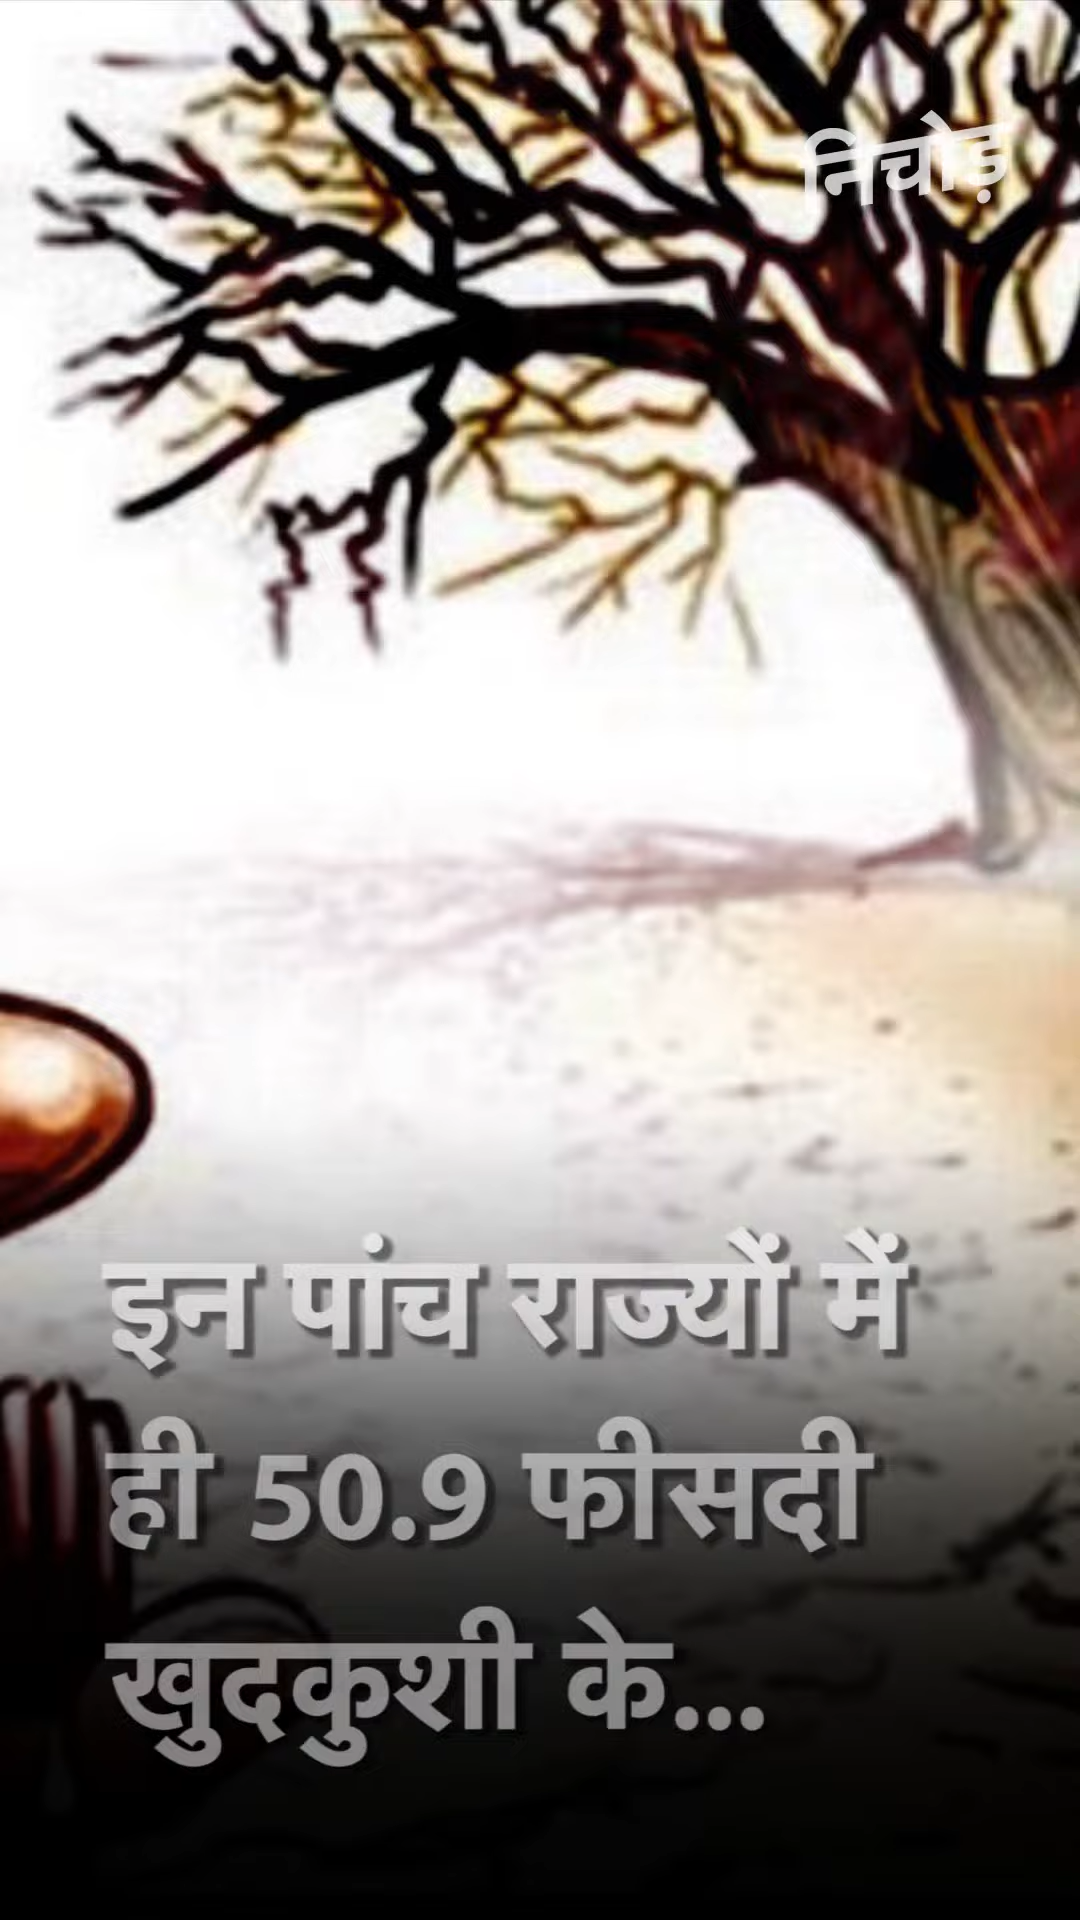 निचोड़
इन पांच राज्यों में
ही 50.9 फीसदी
खुदकुशी के...